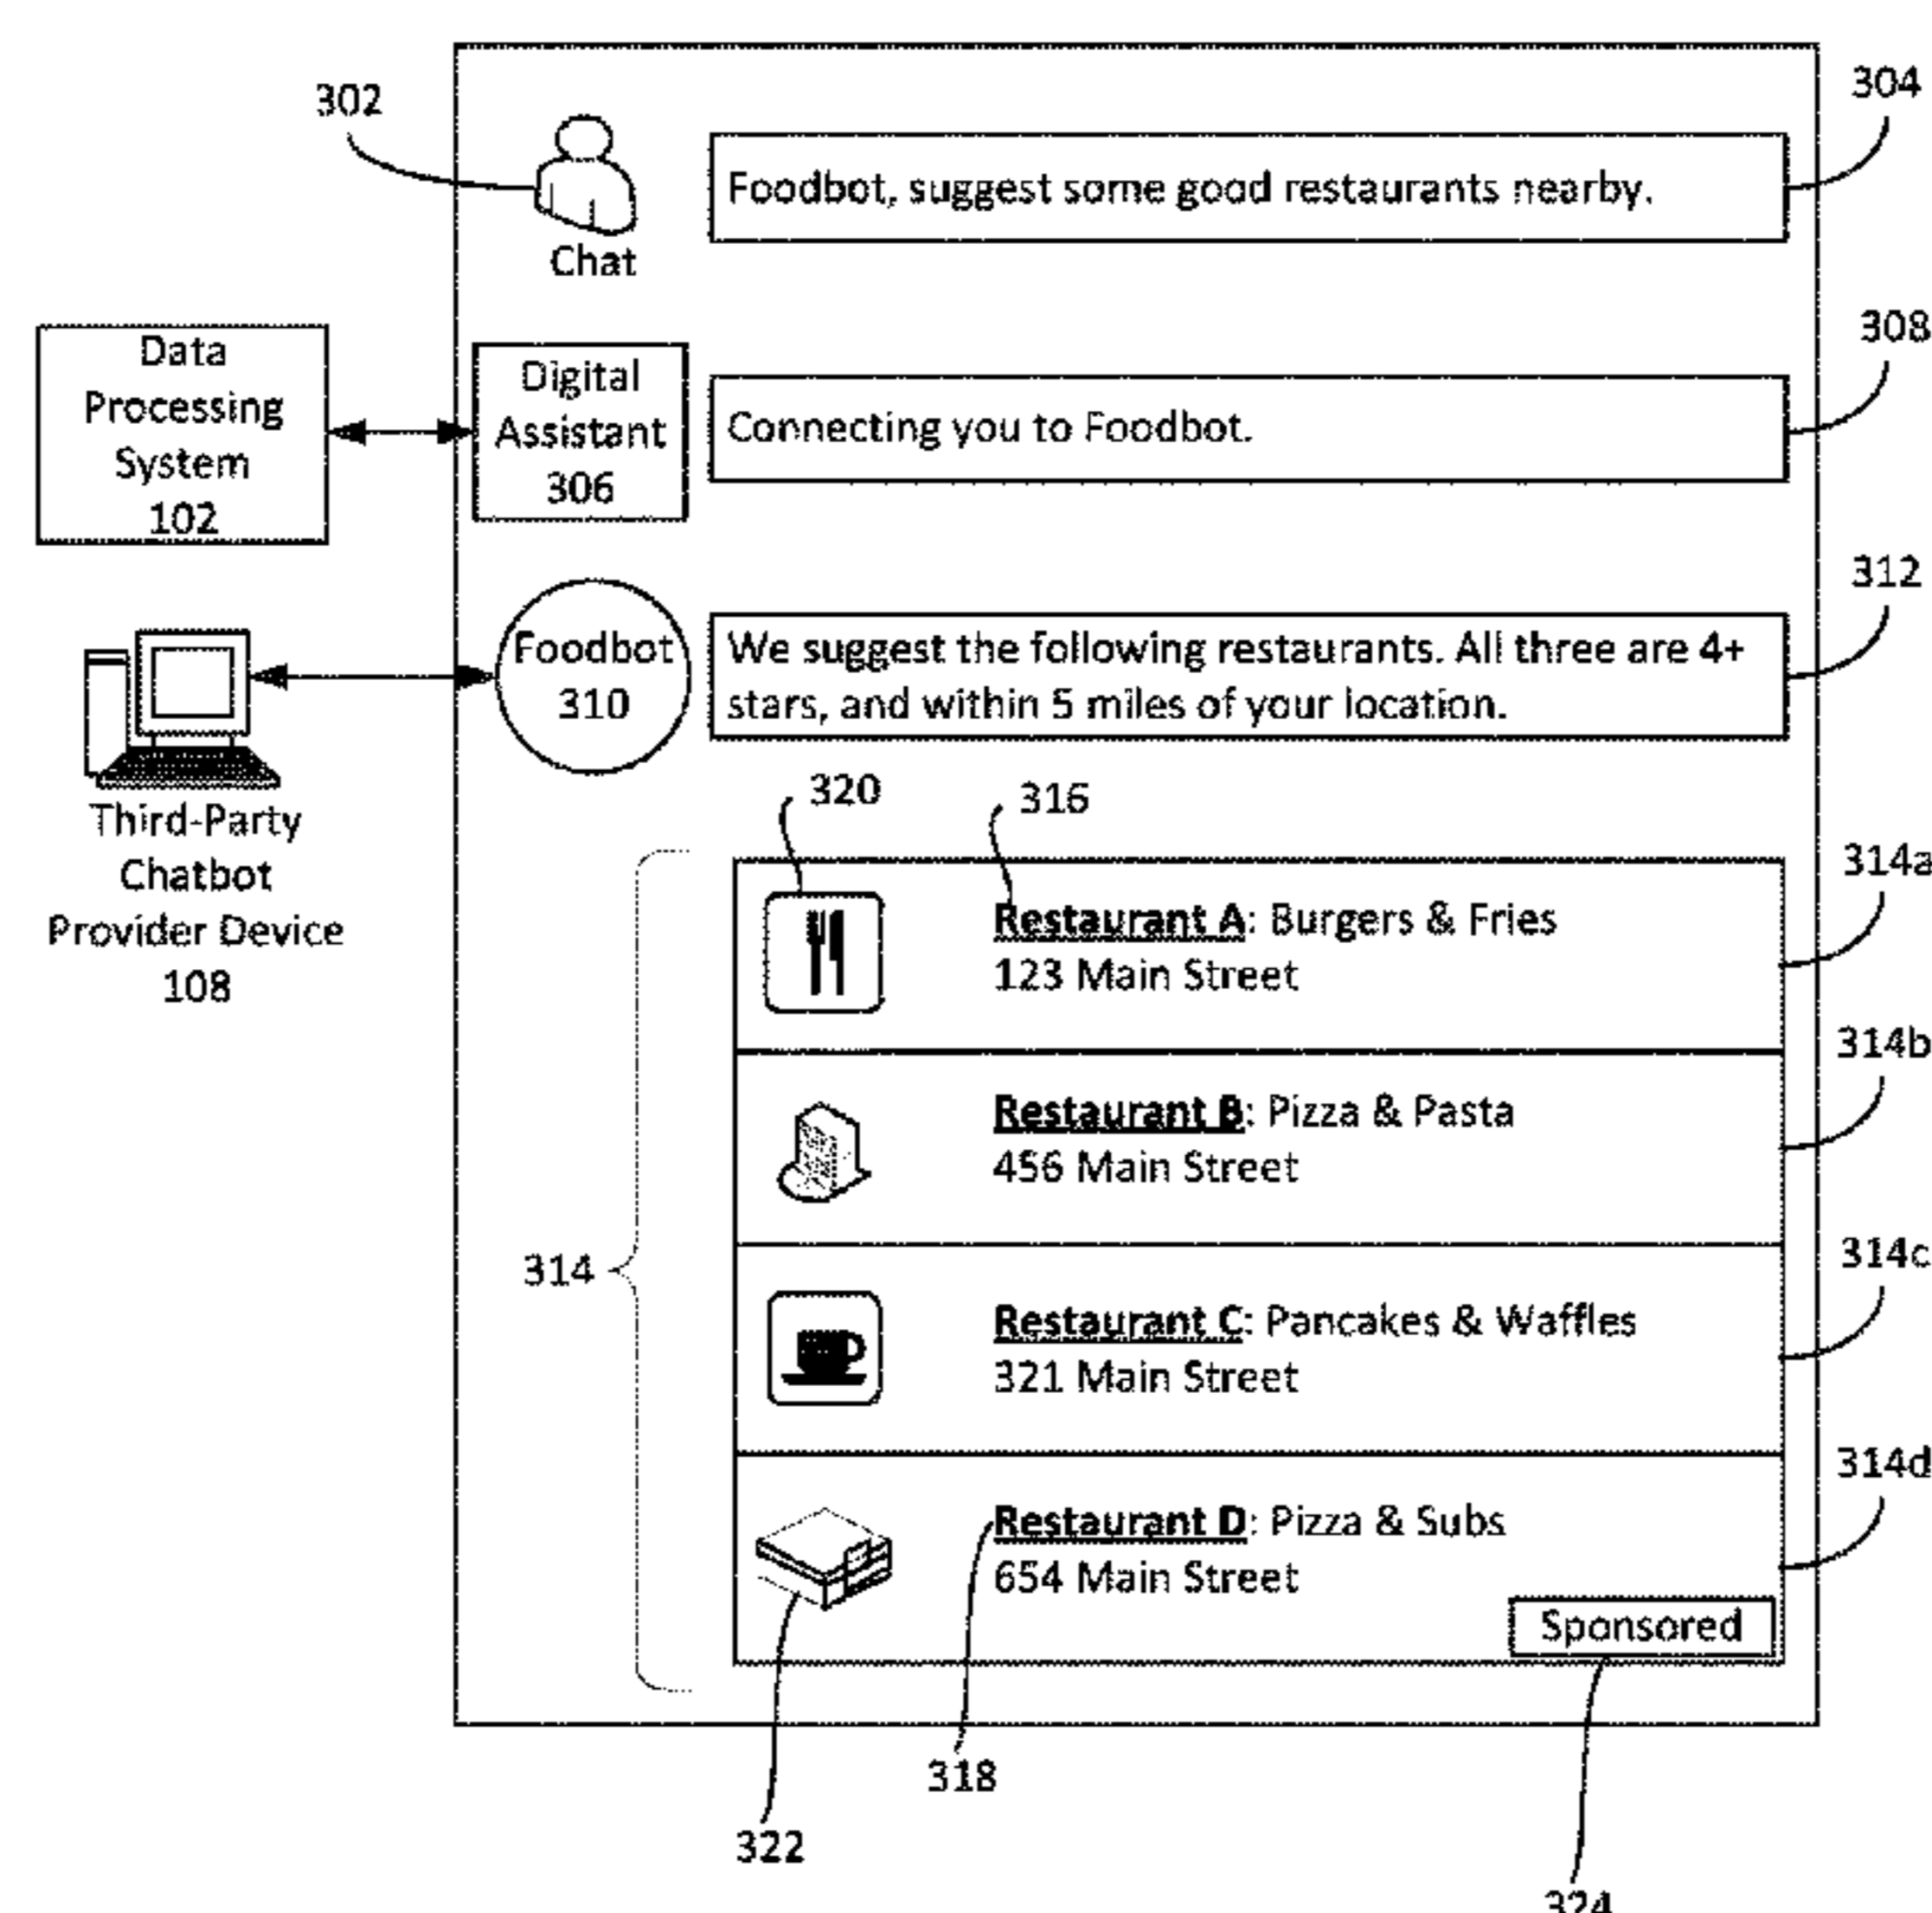 302
304
Foodbot, suggest some good restaurants nearby.
Chat
308
Data
Processing
System
102
Digital
Assistant
306
Connecting you to Foodbot.
312
Foodbot
310
We suggest the following restaurants. All three are 4+
stars, and within 5 miles of your location.
Third-Party
Chatbot
Provider Device
108
320
316
314a
Restaurant A: Burgers & Fries
123 Main Street
314b
Restaurant B: Pizza & Pasta
456 Main Street
314
314c
Restaurant C: Pancakes & Waffles
321 Main Street
314d
Restaurant D: Pizza & Subs
654 Main Street
Sponsored
318
322
324